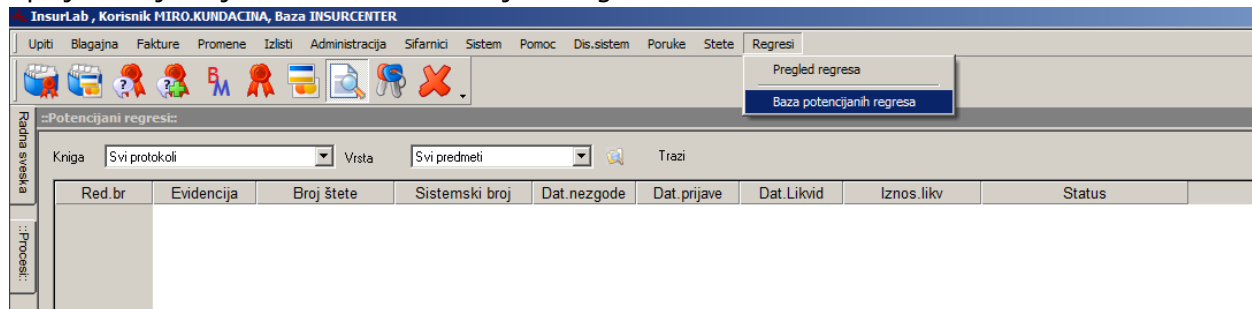 InsurLab , Korisnik MIRO.KUNDACINA, Baza INSURCENTER
Upiti Blagajna Fakture Promene Izlisti Administracija Sifarnici Sistem Pomoc Dis.sistem Poruke Stete Regresi
Pregled regresa
Baza potencijanih regresa
BM
Radna sveska
::Procesi::
::Potencijani regresi::
Kniga Svi protokoli Vrsta Svi predmeti Trazi
Red.br Evidencija Broj štete Sistemski broj Dat.nezgode Dat.prijave Dat.Likvid Iznos.likv Status